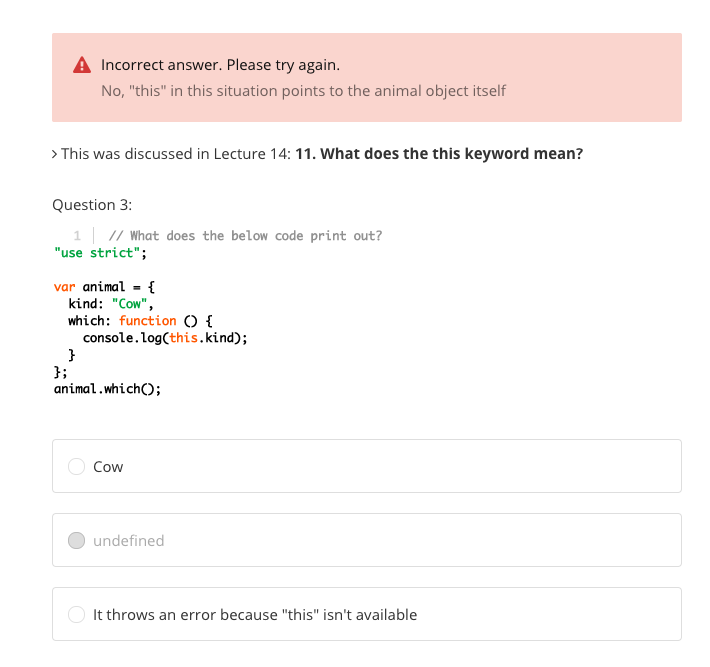 Incorrect answer. Please try again.
No, "this" in this situation points to the animal object itself
> This was discussed in Lecture 14: 11. What does the this keyword mean?
Question 3:
1 // What does the below code print out?
"use strict";
var animal = {
  kind: "Cow",
  which: function () {
    console.log(this.kind);
  }
};
animal.which();
Cow
undefined
It throws an error because "this" isn't available